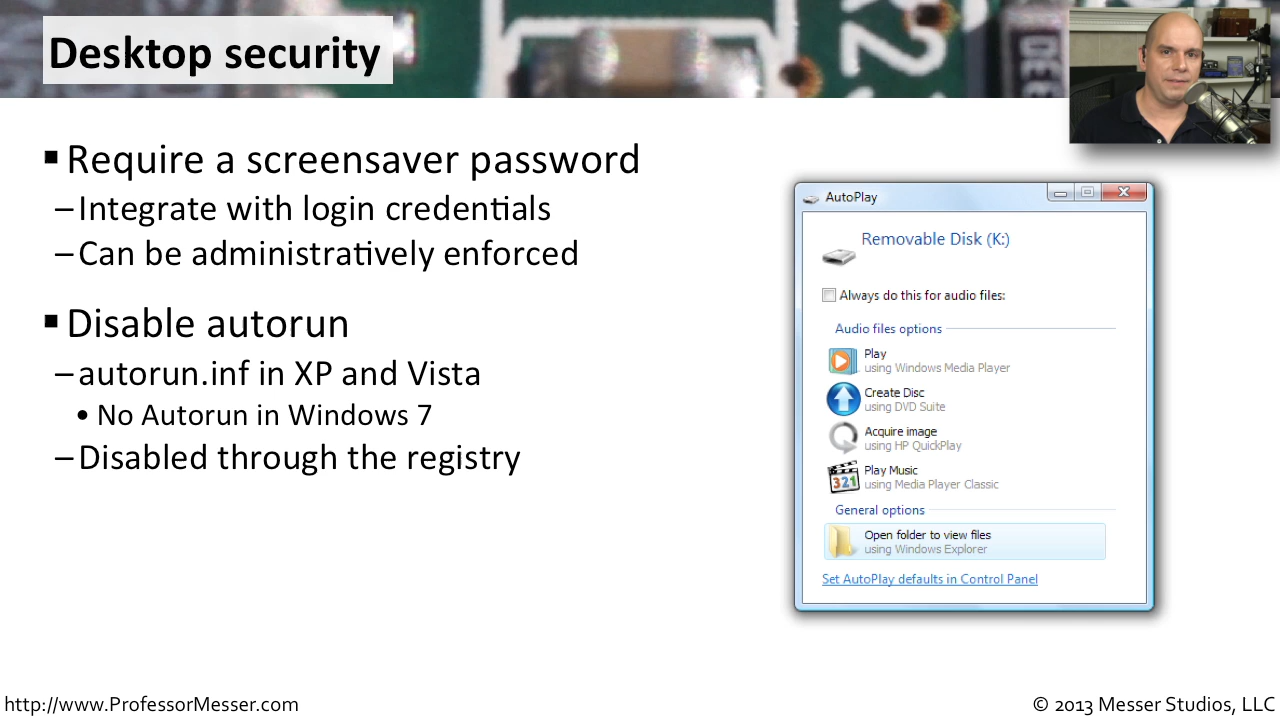 Desktop security
▪ Require a screensaver password
–Integrate with login credentials
–Can be administratively enforced
▪ Disable autorun
–autorun.inf in XP and Vista
• No Autorun in Windows 7
–Disabled through the registry
AutoPlay
Removable Disk (K:)
Always do this for audio files:
Audio files options
Play
using Windows Media Player
Create Disc
using DVD Suite
Acquire image
using HP QuickPlay
321
Play Music
using Media Player Classic
General options
Open folder to view files
using Windows Explorer
Set AutoPlay defaults in Control Panel
http://www.ProfessorMesser.com
© 2013 Messer Studios, LLC